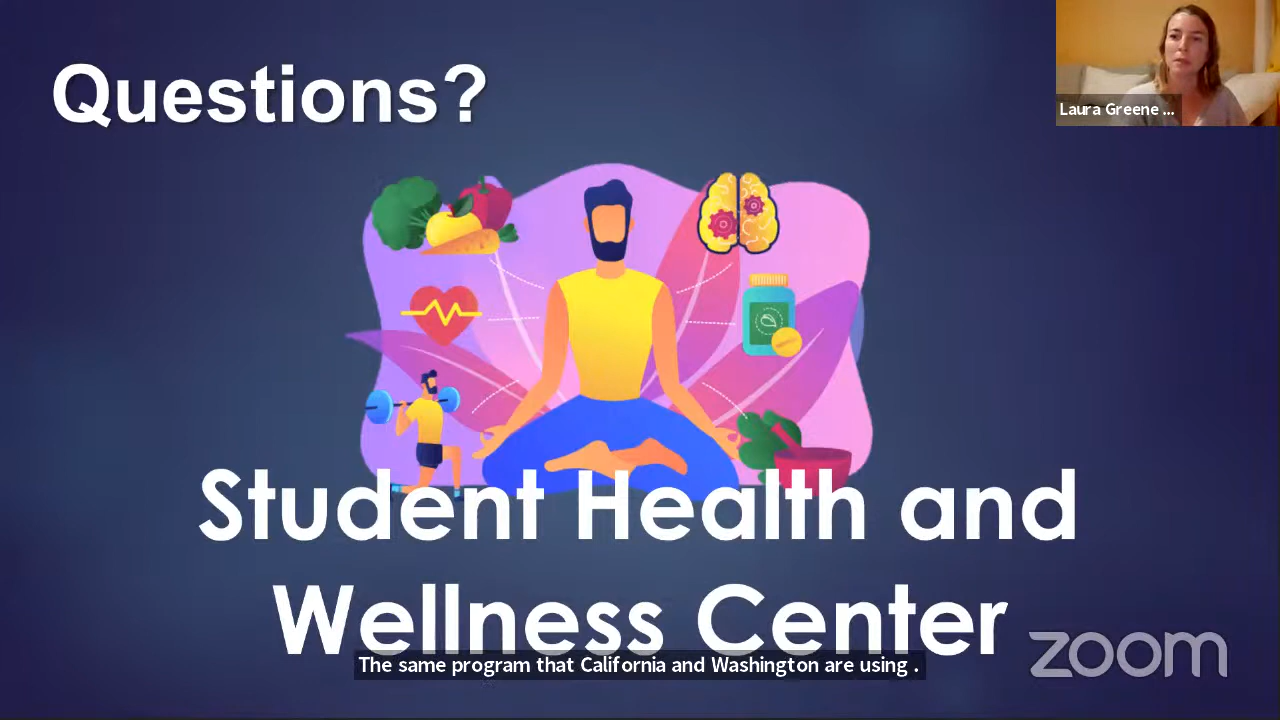 Questions?
Laura Greene ...
Student Health and
Wellness Center
zoom
The same program that California and Washington are using .